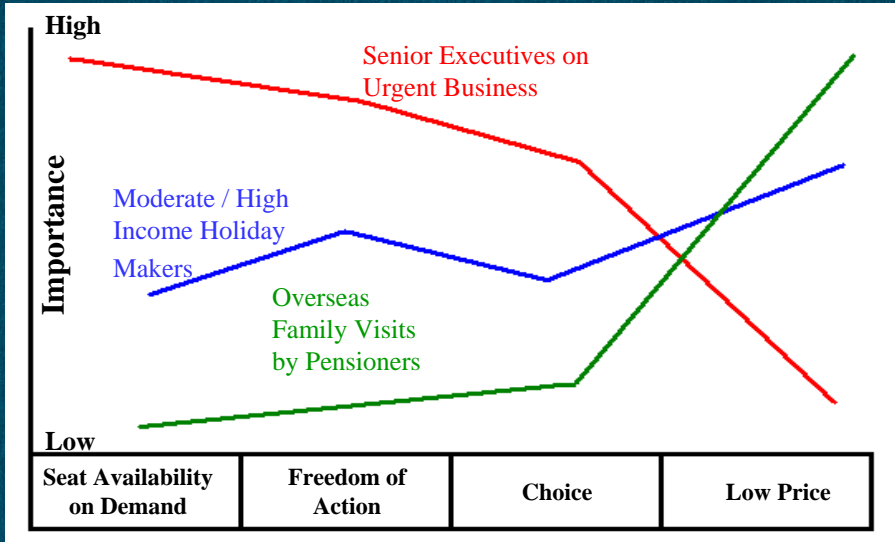 High
Senior Executives on
Urgent Business
Importance
Moderate / High
Income Holiday
Makers
Overseas
Family Visits
by Pensioners
Low
Seat Availability
on Demand
Freedom of
Action
Choice
Low Price